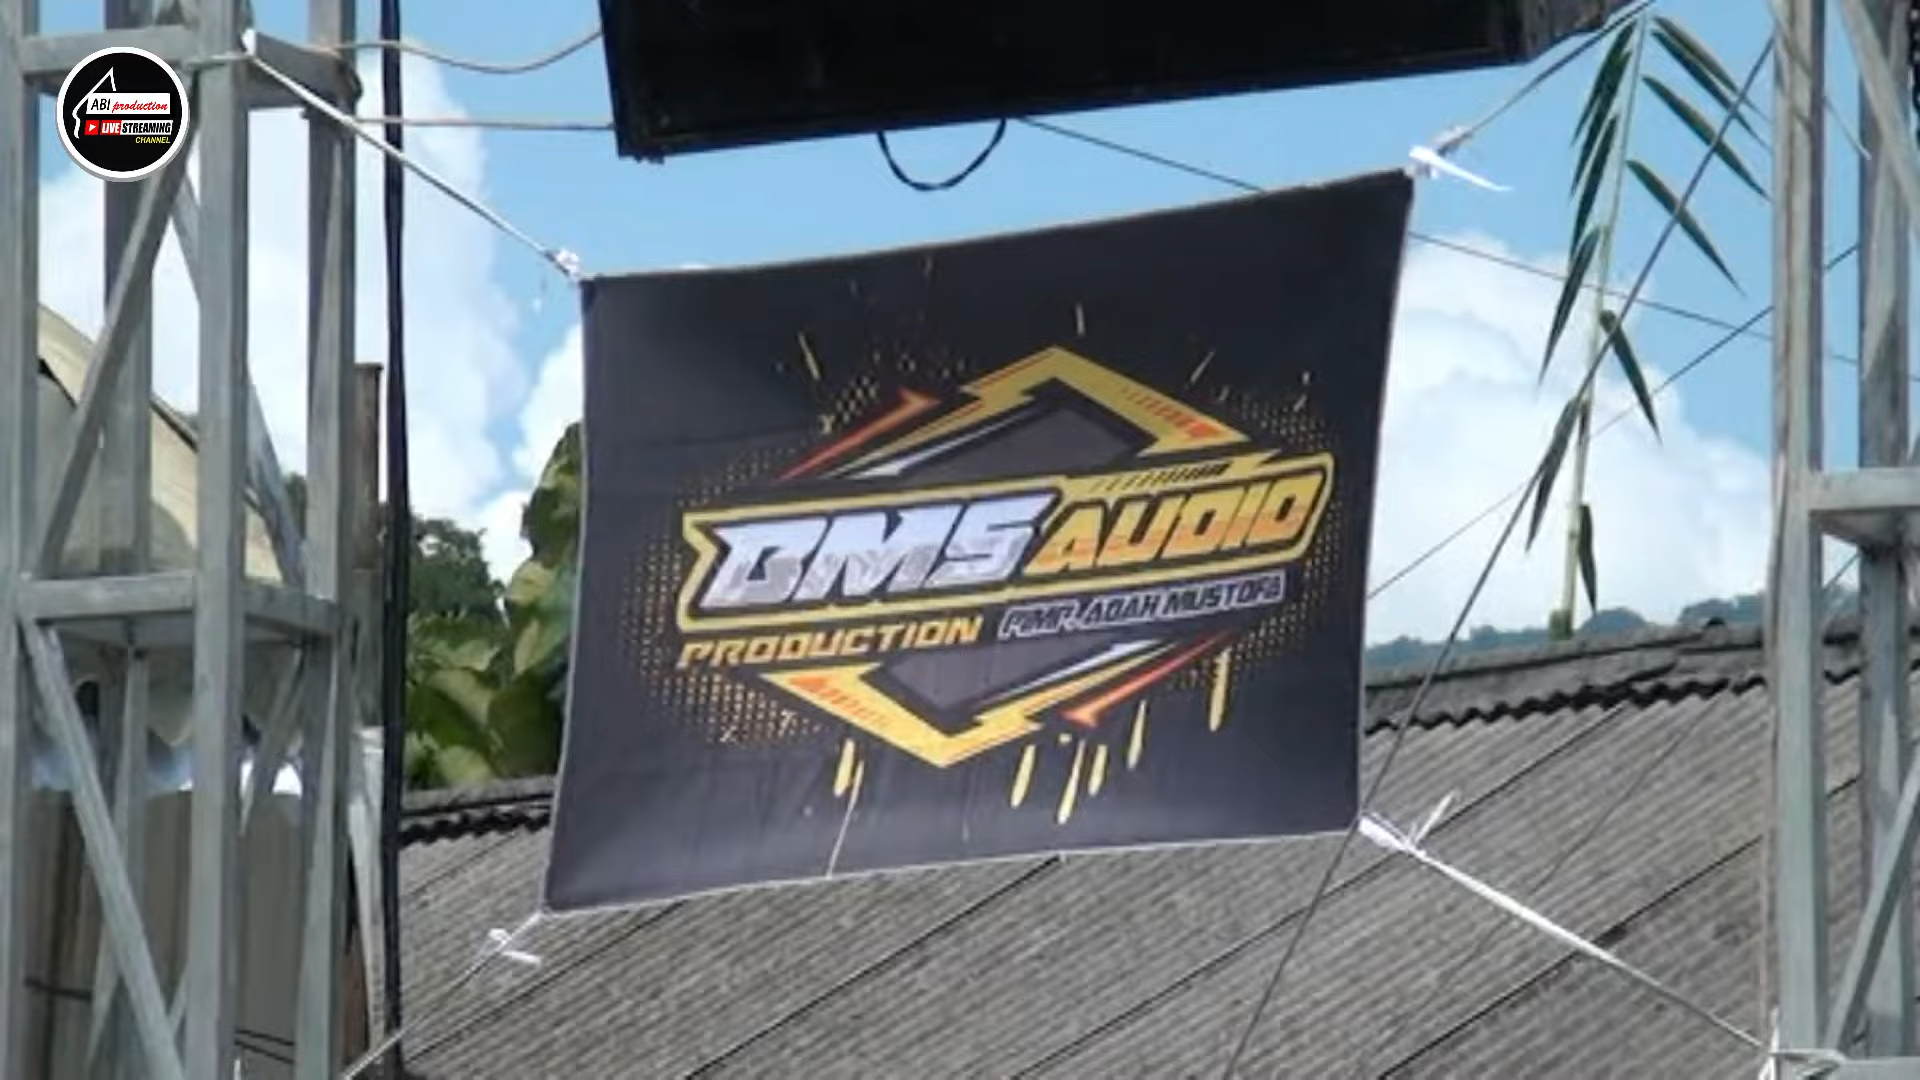 ABI production
LIVE STREAMING
CHANNEL
BMS AUDIO
PRODUCTION PIMP. ADAH MUSTOFA